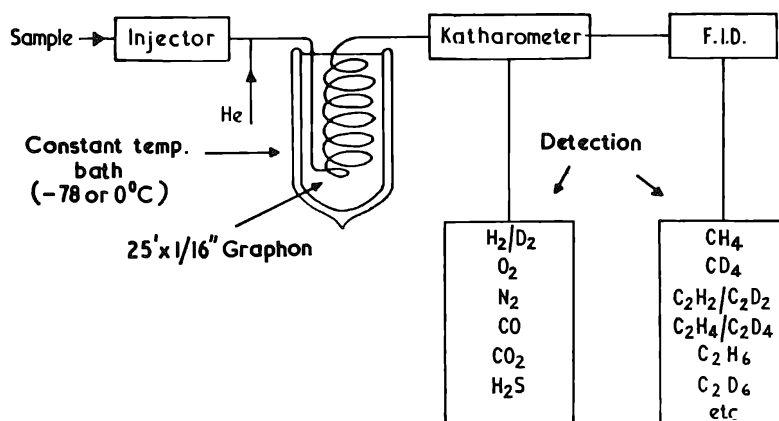 Sample
Injector
Katharometer
F.I.D.
He
Constant temp.
bath
(-78 or 0°C)
25'x 1/16" Graphon
Detection
H₂/D₂
O₂
N₂
CO
CO₂
H₂S
CH₄
CD₄
C₂H₂/C₂D₂
C₂H₄/C₂D₄
C₂H₆
C₂D₆
etc